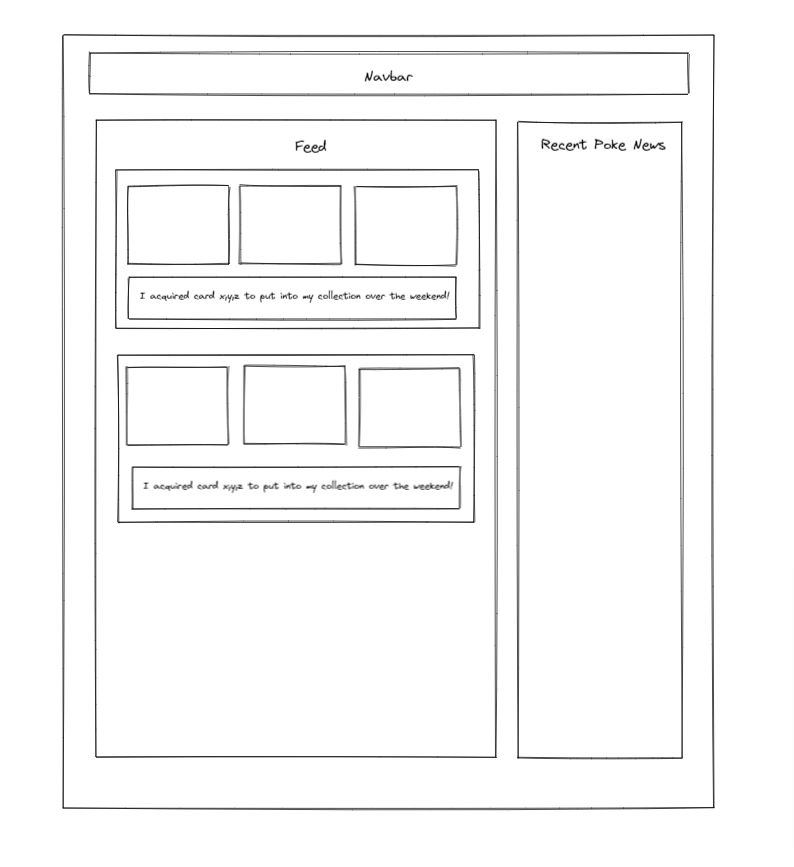 Navbar
Feed
I acquired card x,y,z to put into my collection over the weekend!
I acquired card x,y,z to put into my collection over the weekend!
Recent Poke News